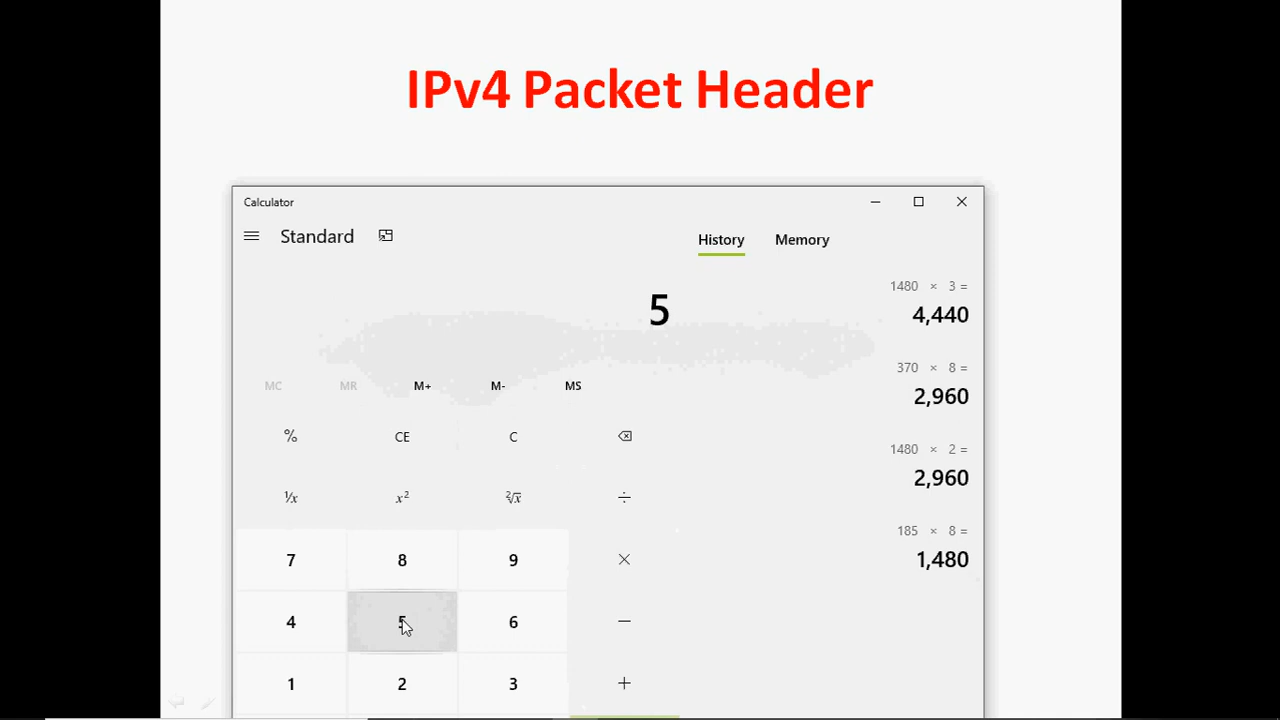 IPv4 Packet Header
Calculator
Standard
History Memory
5
1480 × 3 =
4,440
370 × 8 =
2,960
1480 × 2 =
2,960
185 × 8 =
1,480
MC MR M+ M- MS
% CE C
¹/x x² ²√x ÷
7 8 9 ×
4 5 6 −
1 2 3 +